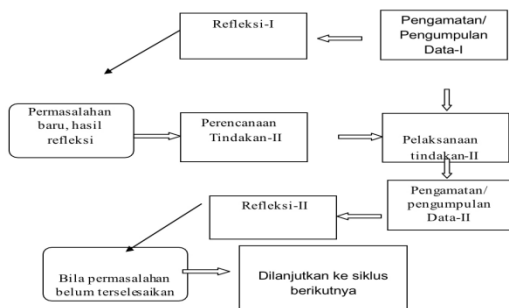 Refleksi-I
Pengamatan/
Pengumpulan
Data-I
Permasalahan
baru, hasil
refleksi
Perencanaan
Tindakan-II
Pelaksanaan
tindakan-II
Refleksi-II
Pengamatan/
pengumpulan
Data-II
Bila permasalahan
belum terselesaikan
Dilanjutkan ke siklus
berikutnya